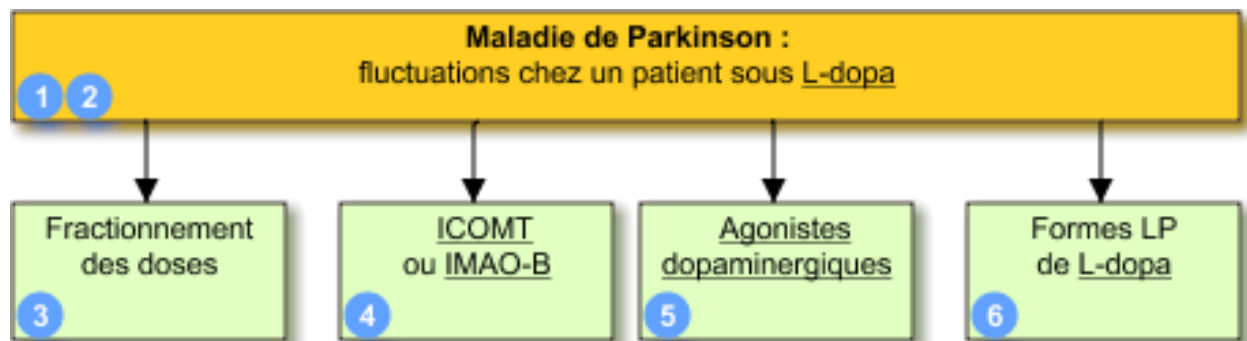 Maladie de Parkinson :
fluctuations chez un patient sous L-dopa
1 2
Fractionnement
des doses
3
ICOMT
ou IMAO-B
4
Agonistes
dopaminergiques
5
Formes LP
de L-dopa
6